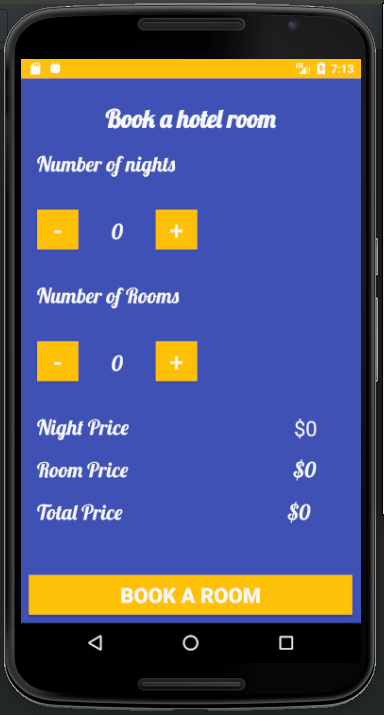 7:13
Book a hotel room
Number of nights
- 0 +
Number of Rooms
- 0 +
Night Price $0
Room Price $0
Total Price $0
BOOK A ROOM